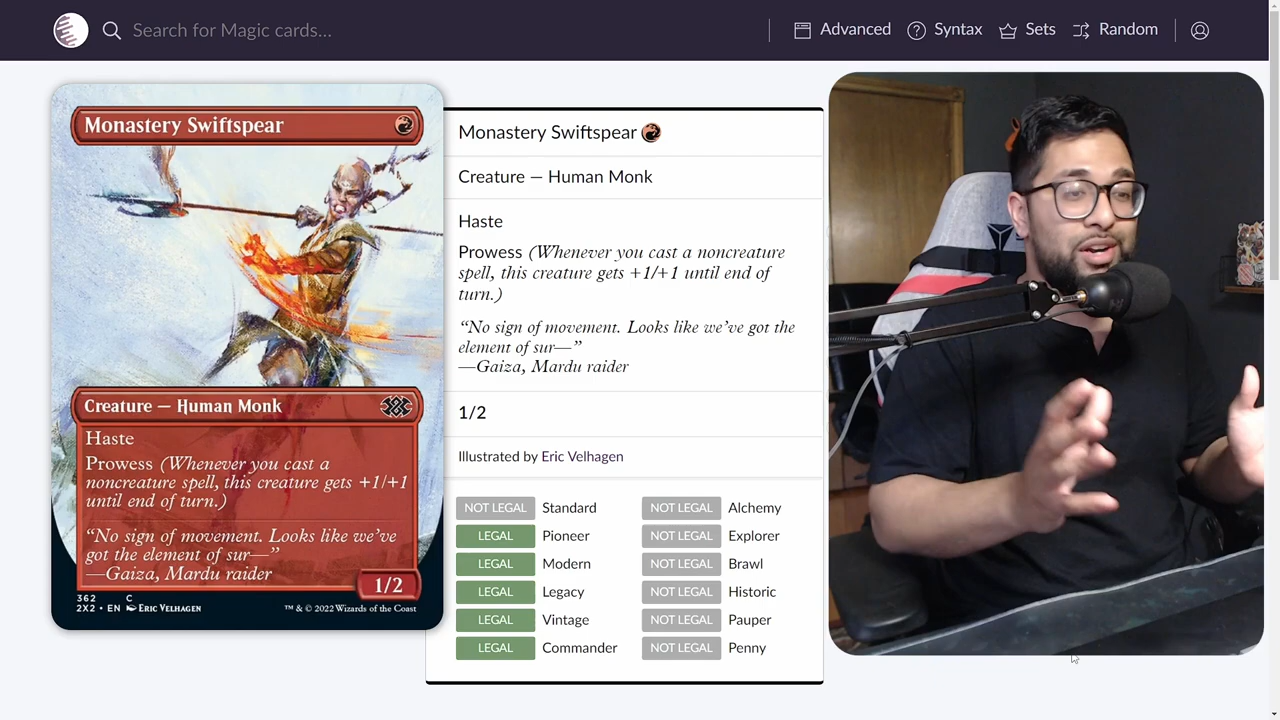 Search for Magic cards...
Advanced
Syntax
Sets
Random
Monastery Swiftspear
Creature — Human Monk
Haste
Prowess (Whenever you cast a
noncreature spell, this creature gets +1/+1
until end of turn.)
“No sign of movement. Looks like we’ve
got the element of sur—”
—Gaiza, Mardu raider
1/2
362 C
2X2 • EN Eric Velhagen
™ & © 2022 Wizards of the Coast
Monastery Swiftspear
Creature — Human Monk
Haste
Prowess (Whenever you cast a noncreature
spell, this creature gets +1/+1 until end of
turn.)
“No sign of movement. Looks like we’ve got the
element of sur—”
—Gaiza, Mardu raider
1/2
Illustrated by Eric Velhagen
NOT LEGAL Standard NOT LEGAL Alchemy
LEGAL Pioneer NOT LEGAL Explorer
LEGAL Modern NOT LEGAL Brawl
LEGAL Legacy NOT LEGAL Historic
LEGAL Vintage NOT LEGAL Pauper
LEGAL Commander NOT LEGAL Penny